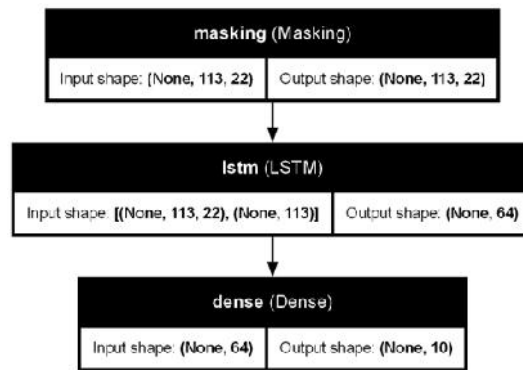 masking (Masking)
Input shape: (None, 113, 22) Output shape: (None, 113, 22)
lstm (LSTM)
Input shape: [(None, 113, 22), (None, 113)] Output shape: (None, 64)
dense (Dense)
Input shape: (None, 64) Output shape: (None, 10)